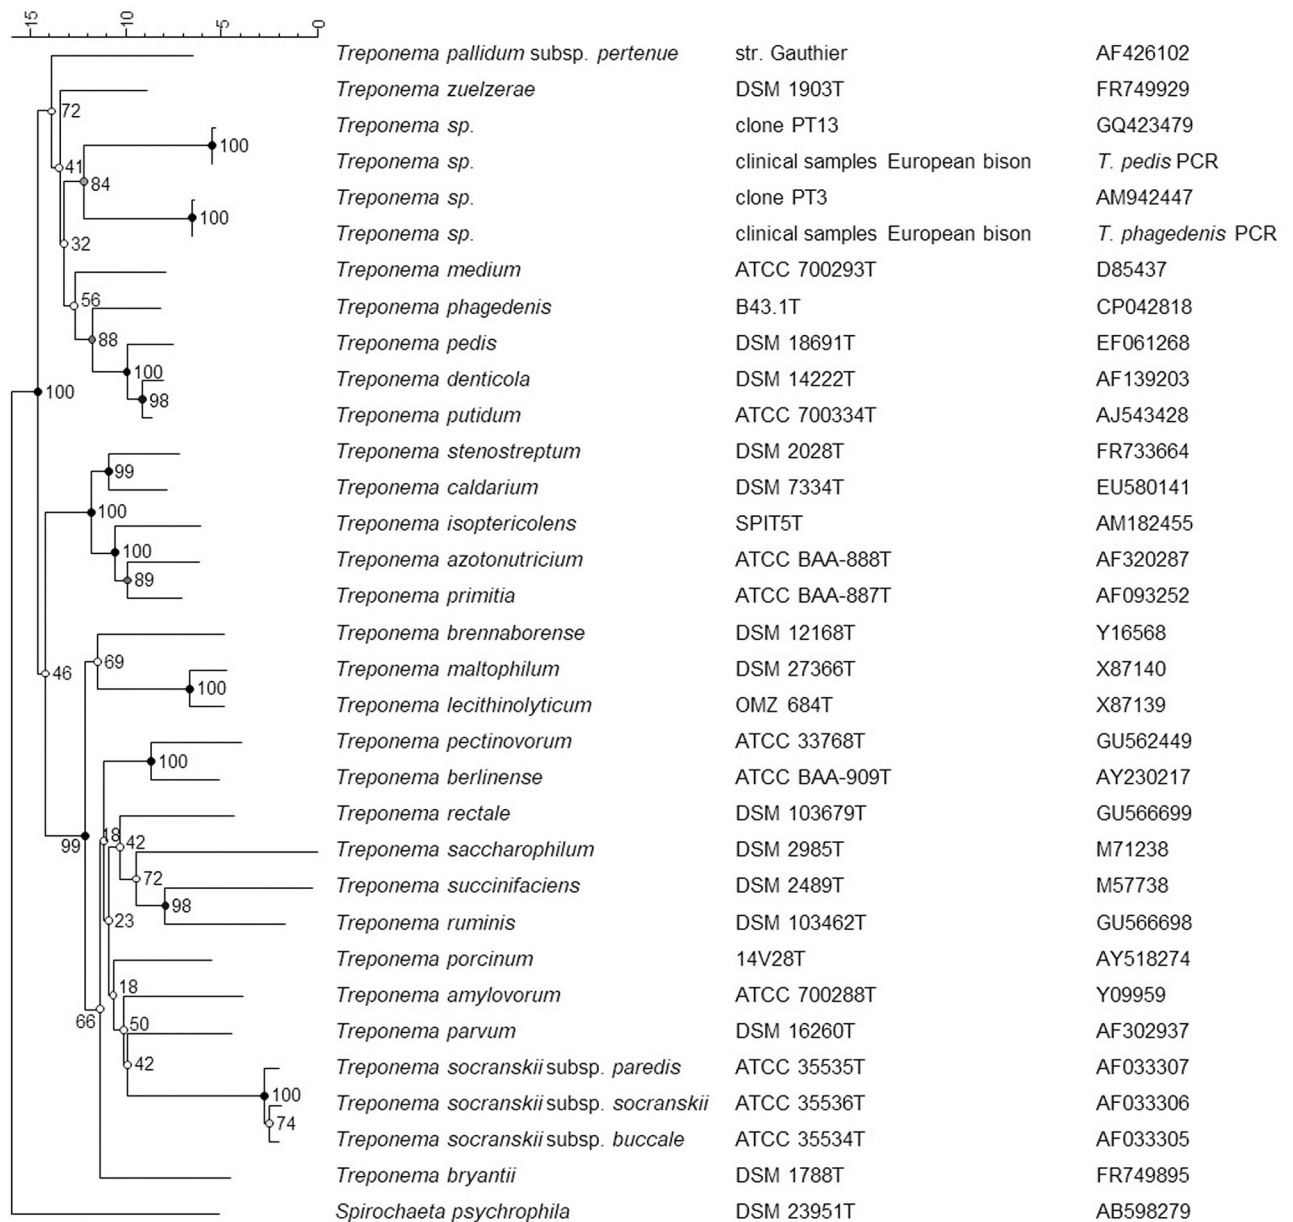 -15 -10 -5 0
Treponema pallidum subsp. pertenue str. Gauthier AF426102
72 Treponema zuelzerae DSM 1903T FR749929
Treponema sp. clone PT13 GQ423479
100
41 Treponema sp. clinical samples European bison T. pedis PCR
84
Treponema sp. clone PT3 AM942447
100
32 Treponema sp. clinical samples European bison T. phagedenis PCR
Treponema medium ATCC 700293T D85437
56 Treponema phagedenis B43.1T CP042818
88 Treponema pedis DSM 18691T EF061268
100 Treponema denticola DSM 14222T AF139203
100 98
Treponema putidum ATCC 700334T AJ543428
Treponema stenostreptum DSM 2028T FR733664
99
Treponema caldarium DSM 7334T EU580141
100
Treponema isoptericolens SPIT5T AM182455
100 Treponema azotonutricium ATCC BAA-888T AF320287
89
Treponema primitia ATCC BAA-887T AF093252
Treponema brennaborense DSM 12168T Y16568
69
46 Treponema maltophilum DSM 27366T X87140
100
Treponema lecithinolyticum OMZ 684T X87139
Treponema pectinovorum ATCC 33768T GU562449
100
Treponema berlinense ATCC BAA-909T AY230217
Treponema rectale DSM 103679T GU566699
18 42
99 Treponema saccharophilum DSM 2985T M71238
72 Treponema succinifaciens DSM 2489T M57738
98
23 Treponema ruminis DSM 103462T GU566698
Treponema porcinum 14V28T AY518274
18 Treponema amylovorum ATCC 700288T Y09959
66 50
Treponema parvum DSM 16260T AF302937
42 Treponema socranskii subsp. paredis ATCC 35535T AF033307
100
Treponema socranskii subsp. socranskii ATCC 35536T AF033306
74
Treponema socranskii subsp. buccale ATCC 35534T AF033305
Treponema bryantii DSM 1788T FR749895
Spirochaeta psychrophila DSM 23951T AB598279